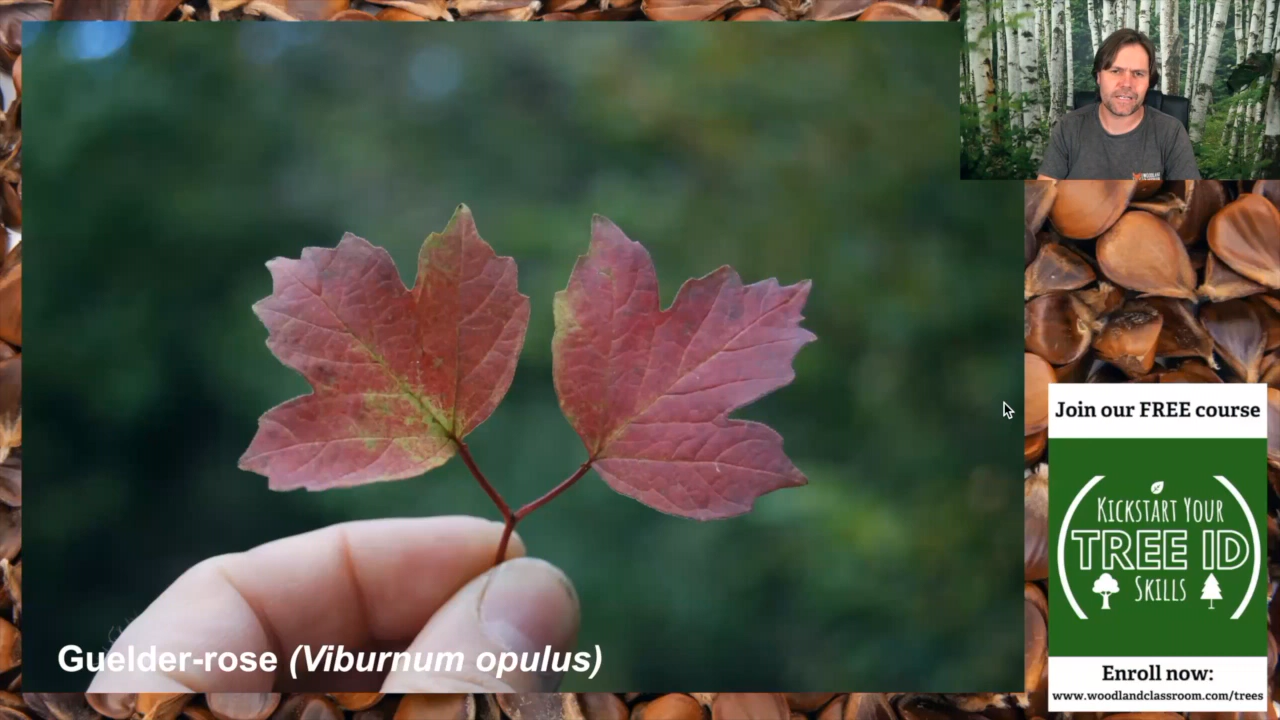 Guelder-rose (Viburnum opulus)
Join our FREE course
KICKSTART YOUR
TREE ID
SKILLS
Enroll now:
www.woodlandclassroom.com/trees